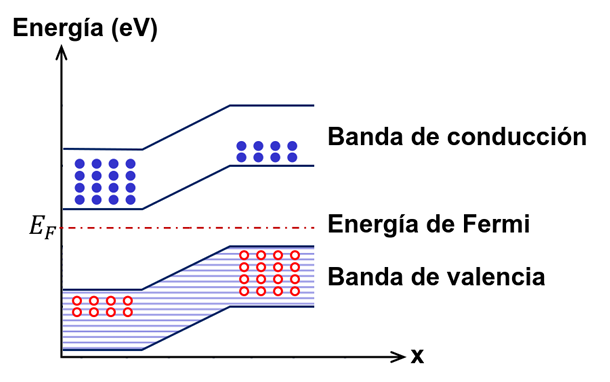 Energía (eV)
Banda de conducción
E_F
Energía de Fermi
Banda de valencia
x